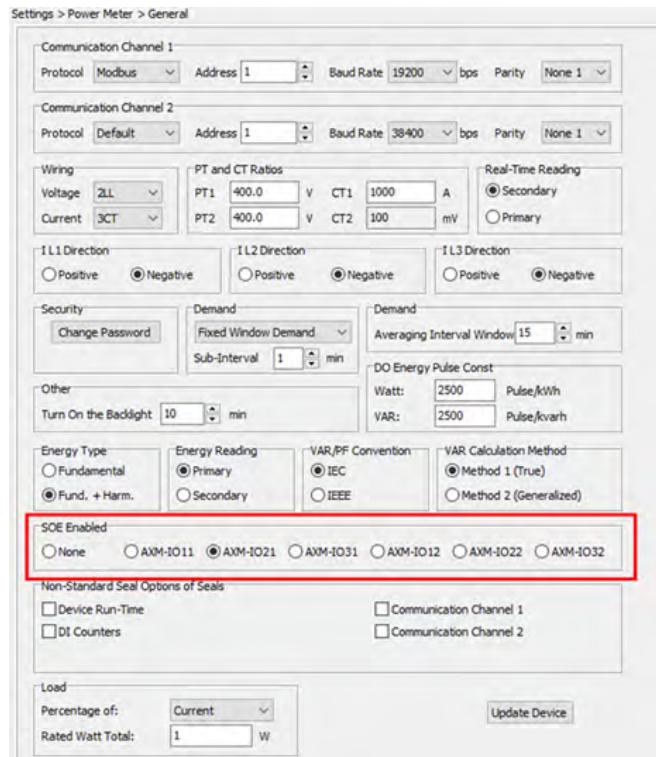 Settings > Power Meter > General
Communication Channel 1
Protocol Modbus Address 1 Baud Rate 19200 bps Parity None 1
Communication Channel 2
Protocol Default Address 1 Baud Rate 38400 bps Parity None 1
Wiring PT and CT Ratios Real-Time Reading
Voltage 2LL PT1 400.0 V CT1 1000 A Secondary
Current 3CT PT2 400.0 V CT2 100 mV Primary
I L1 Direction I L2 Direction I L3 Direction
Positive Negative Positive Negative Positive Negative
Security Demand Demand
Change Password Fixed Window Demand Averaging Interval Window 15 min
Sub-Interval 1 min
DO Energy Pulse Const
Other Watt: 2500 Pulse/kWh
Turn On the Backlight 10 min VAR: 2500 Pulse/kvarh
Energy Type Energy Reading VAR/PF Convention VAR Calculation Method
Fundamental Primary IEC Method 1 (True)
Fund. + Harm. Secondary IEEE Method 2 (Generalized)
SOE Enabled
None AXM-IO11 AXM-IO21 AXM-IO31 AXM-IO12 AXM-IO22 AXM-IO32
Non-Standard Seal Options of Seals
Device Run-Time Communication Channel 1
DI Counters Communication Channel 2
Load
Percentage of: Current Update Device
Rated Watt Total: 1 W